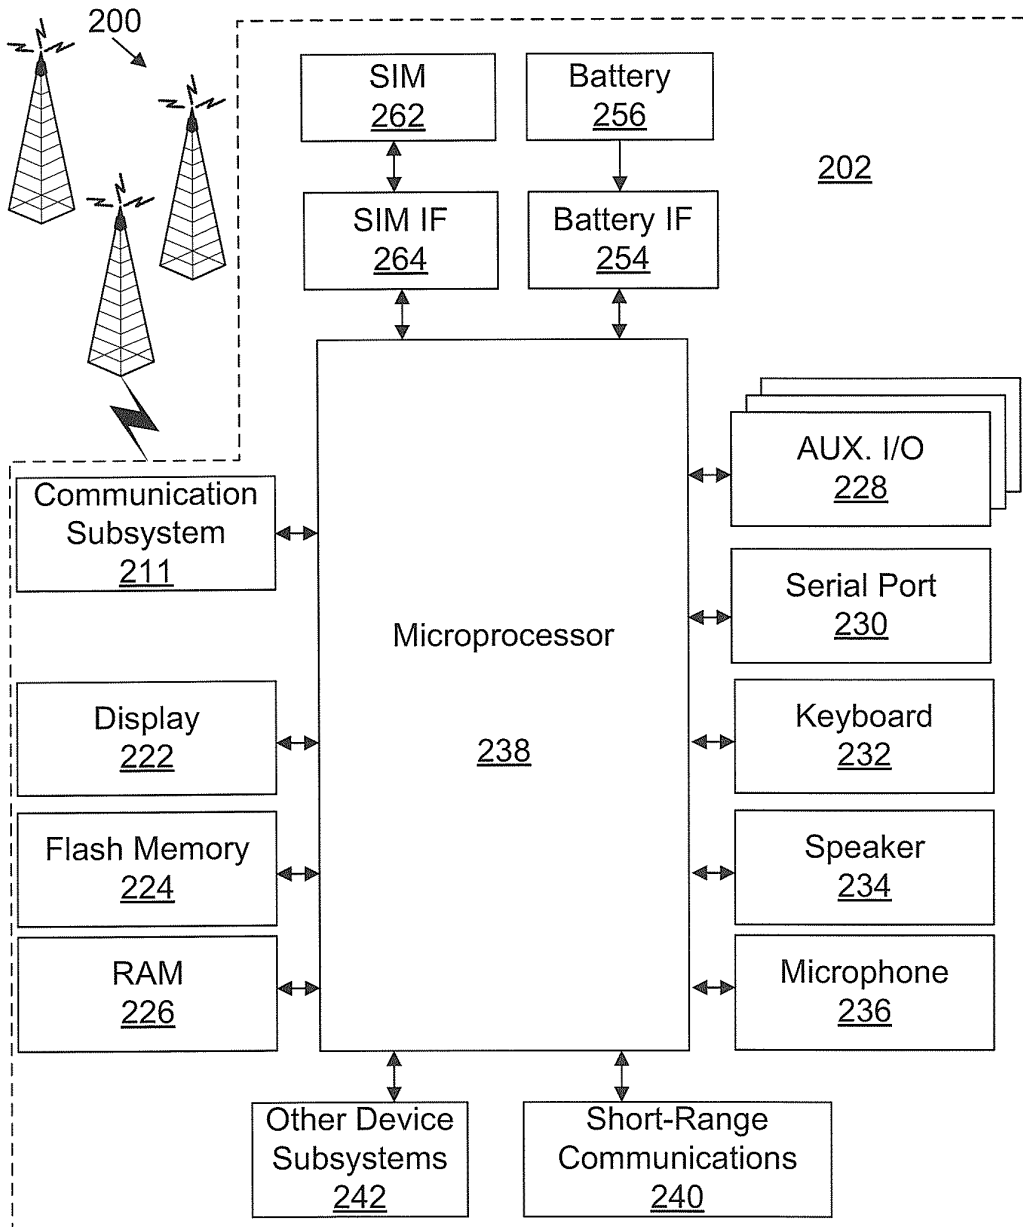 200
SIM
262
Battery
256
202
SIM IF
264
Battery IF
254
AUX. I/O
228
Communication
Subsystem
211
Serial Port
230
Microprocessor
238
Display
222
Keyboard
232
Flash Memory
224
Speaker
234
RAM
226
Microphone
236
Other Device
Subsystems
242
Short-Range
Communications
240